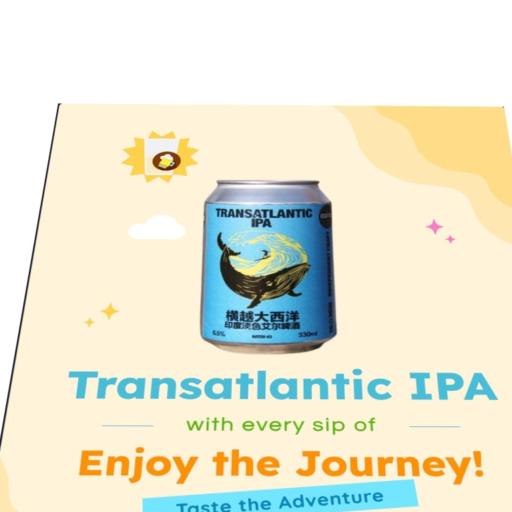 TRANSATLANTIC
IPA
横越大西洋
印度淡色艾尔啤酒
6.5%
330ml
Transatlantic IPA
with every sip of
Enjoy the Journey!
Taste the Adventure